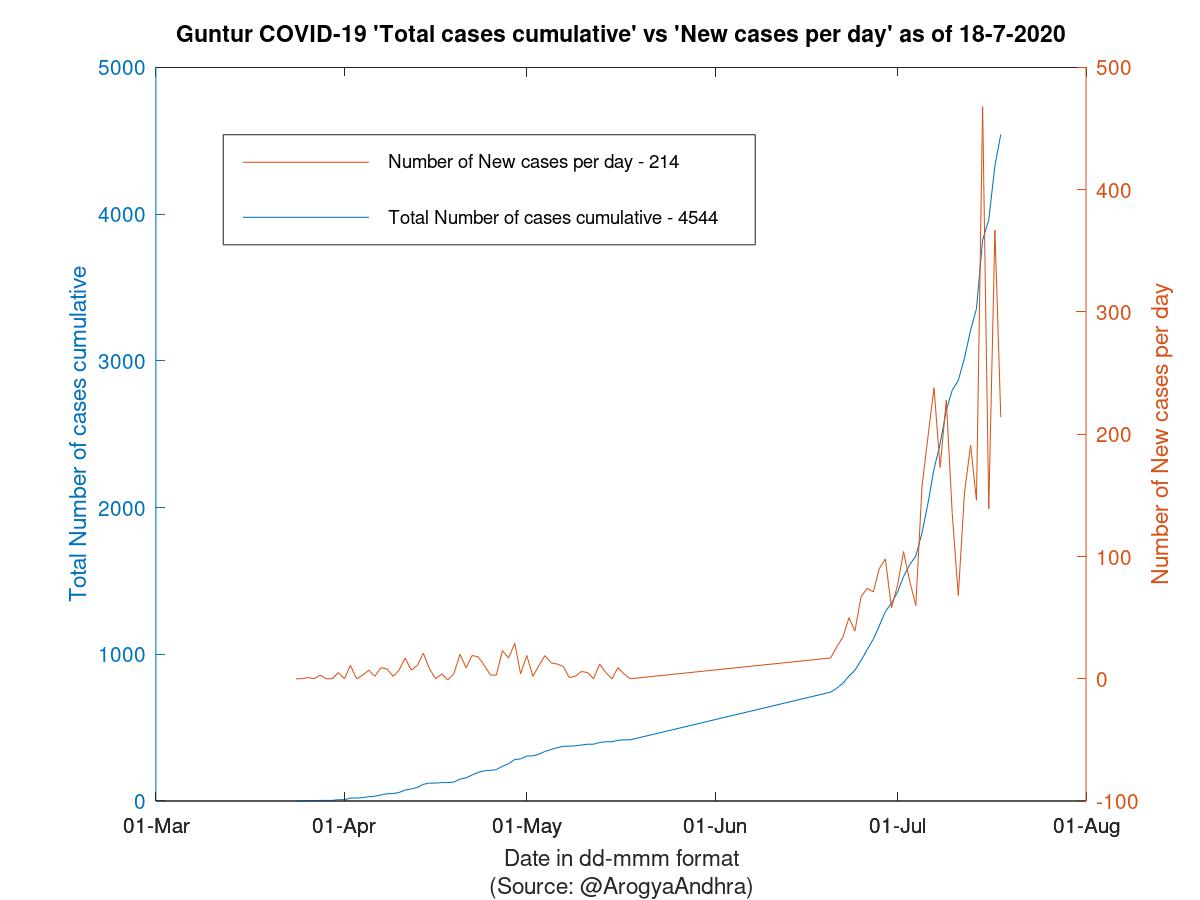 Guntur COVID-19 'Total cases cumulative' vs 'New cases per day' as of 18-7-2020
5000
4000
3000
2000
1000
0
Total Number of cases cumulative
Number of New cases per day - 214
Total Number of cases cumulative - 4544
500
400
300
200
100
0
-100
Number of New cases per day
01-Mar 01-Apr 01-May 01-Jun 01-Jul 01-Aug
Date in dd-mmm format
(Source: @ArogyaAndhra)